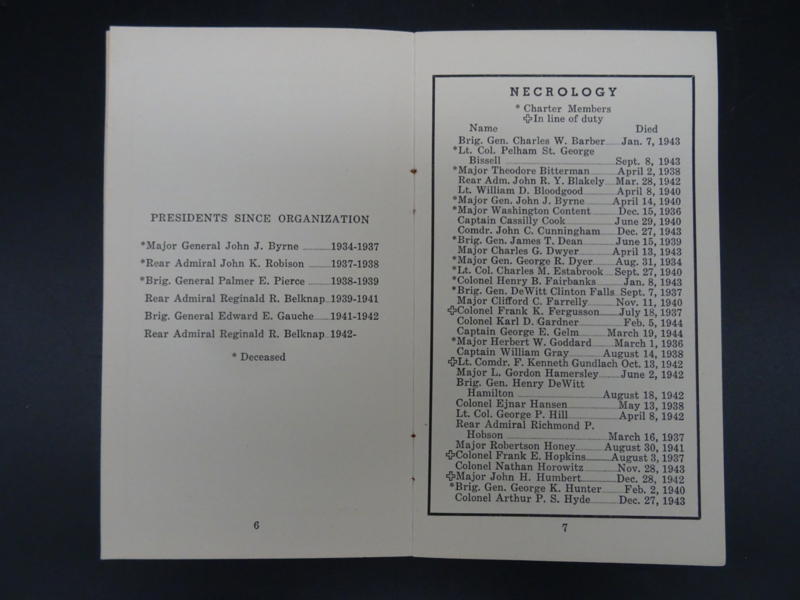 PRESIDENTS SINCE ORGANIZATION
*Major General John J. Byrne ........ 1934-1937
*Rear Admiral John K. Robison ...... 1937-1938
*Brig. General Palmer E. Pierce ...... 1938-1939
Rear Admiral Reginald R. Belknap..1939-1941
Brig. General Edward E. Gauche.....1941-1942
Rear Admiral Reginald R. Belknap..1942-
* Deceased
6
NECROLOGY
* Charter Members
✠In line of duty
Name Died
Brig. Gen. Charles W. Barber.....Jan. 7, 1943
*Lt. Col. Pelham St. George
Bissell ..................Sept. 8, 1943
*Major Theodore Bitterman.......April 2, 1938
Rear Adm. John R. Y. Blakely..Mar. 28, 1942
Lt. William D. Bloodgood........April 8, 1940
*Major Gen. John J. Byrne.......April 14, 1940
*Major Washington Content.......Dec. 15, 1936
Captain Cassilly Cook............June 29, 1940
Comdr. John C. Cunningham.....Dec. 27, 1943
*Brig. Gen. James T. Dean........June 15, 1939
Major Charles G. Dwyer..........April 13, 1943
*Major Gen. George R. Dyer......Aug. 31, 1934
*Lt. Col. Charles M. Estabrook...Sept. 27, 1940
*Colonel Henry B. Fairbanks......Jan. 8, 1943
*Brig. Gen. DeWitt Clinton Falls..Sept. 7, 1937
Major Clifford C. Farrelly.......Nov. 11, 1940
✠Colonel Frank K. Fergusson.....July 18, 1937
Colonel Karl D. Gardner..........Feb. 5, 1944
Captain George E. Gelm..........March 19, 1944
*Major Herbert W. Goddard......March 1, 1936
Captain William Gray............August 14, 1938
✠Lt. Comdr. F. Kenneth Gundlach Oct. 13, 1942
Major L. Gordon Hamersley......June 2, 1942
Brig. Gen. Henry DeWitt
Hamilton ..................August 18, 1942
Colonel Ejnar Hansen............May 13, 1938
Lt. Col. George P. Hill..........April 8, 1942
Rear Admiral Richmond P.
Hobson ..................March 16, 1937
Major Robertson Honey..........August 30, 1941
✠Colonel Frank E. Hopkins.......August 3, 1937
Colonel Nathan Horowitz.........Nov. 28, 1943
✠Major John H. Humbert..........Dec. 28, 1942
*Brig. Gen. George K. Hunter.....Feb. 2, 1940
Colonel Arthur P. S. Hyde........Dec. 27, 1943
7